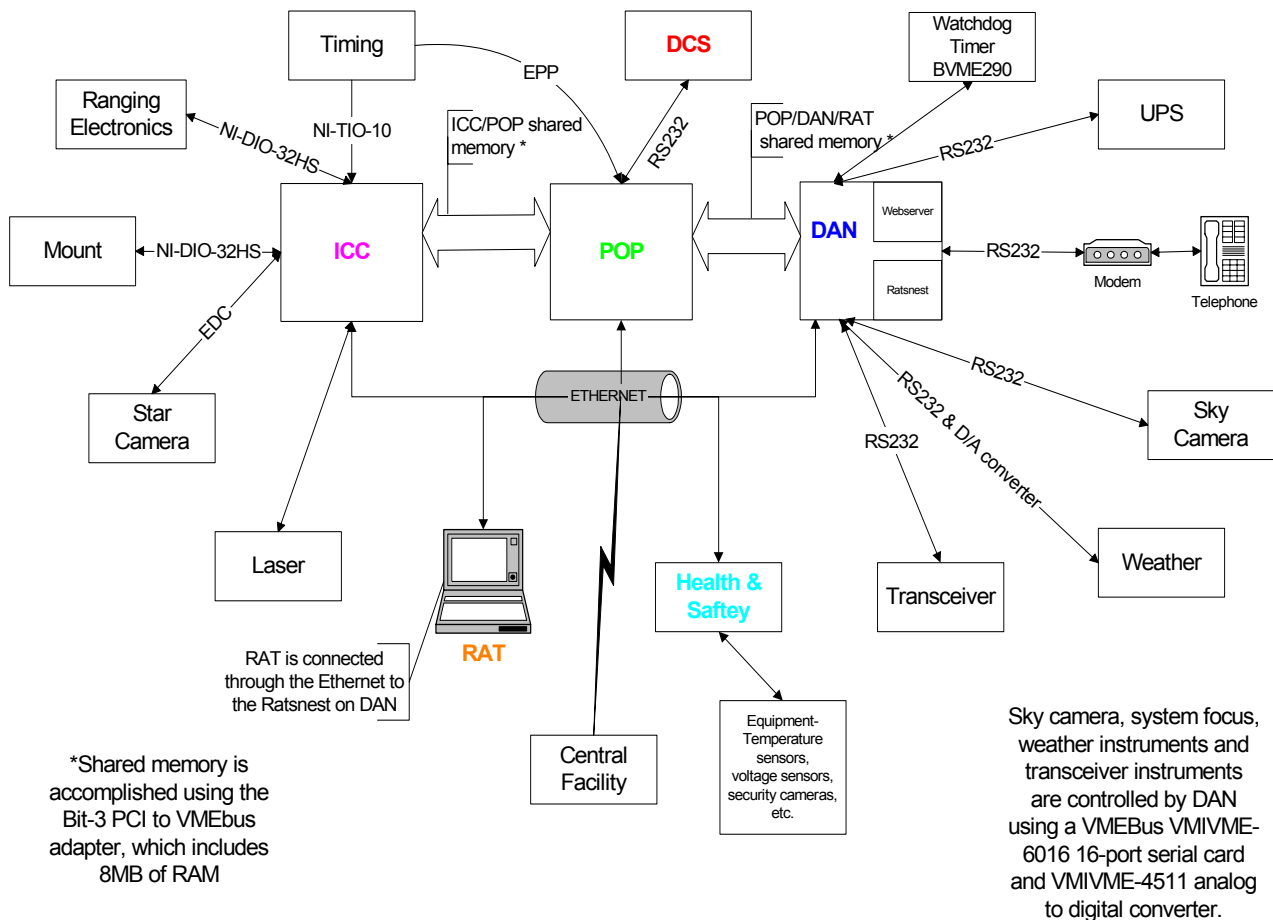 Timing
DCS
Watchdog
Timer
BVME290
Ranging
Electronics
EPP
UPS
NI-TIO-10
NI-DIO-32HS
ICC/POP shared
memory *
RS232
POP/DAN/RAT
shared memory *
RS232
Mount
NI-DIO-32HS
ICC
POP
DAN
Webserver
Ratsnest
RS232
Modem
Telephone
EDC
Star
Camera
ETHERNET
RS232
RS232 & D/A converter
RS232
Sky
Camera
Laser
RAT
Health &
Saftey
Transceiver
Weather
RAT is connected
through the Ethernet to
the Ratsnest on DAN
Central
Facility
Equipment-
Temperature
sensors,
voltage sensors,
security cameras,
etc.
*Shared memory is
accomplished using the
Bit-3 PCI to VMEbus
adapter, which includes
8MB of RAM
Sky camera, system focus,
weather instruments and
transceiver instruments
are controlled by DAN
using a VMEBus VMIVME-
6016 16-port serial card
and VMIVME-4511 analog
to digital converter.